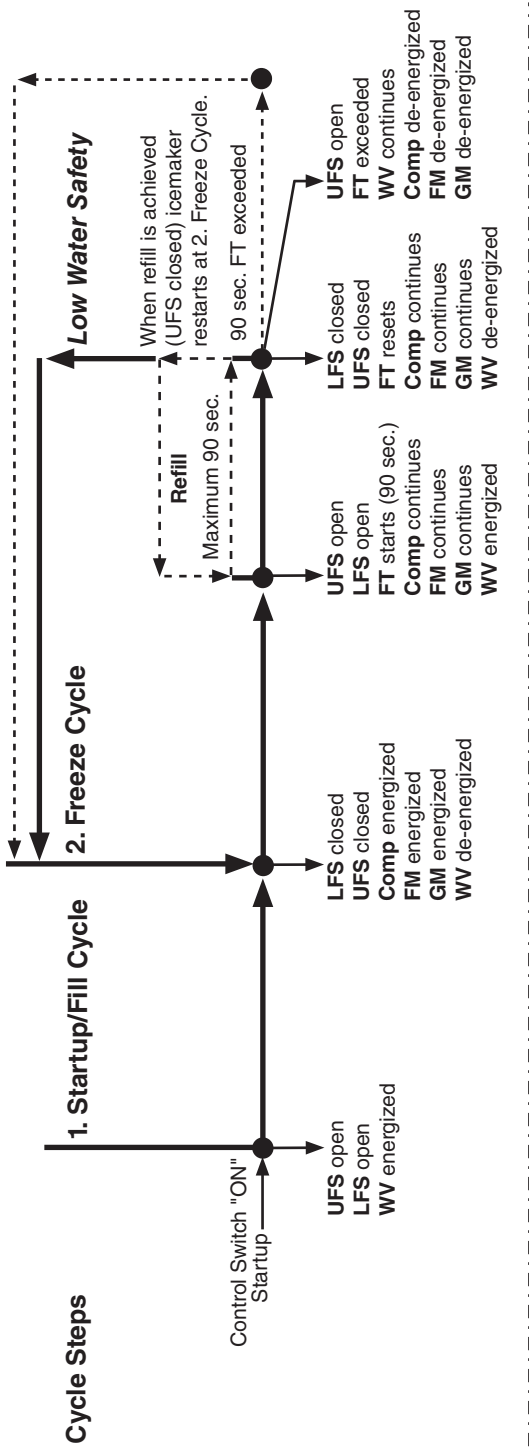 Cycle Steps
1. Startup/Fill Cycle
2. Freeze Cycle
Low Water Safety
Control Switch "ON"
Startup
Refill
Maximum 90 sec.
When refill is achieved
(UFS closed) icemaker
restarts at 2. Freeze Cycle.
90 sec. FT exceeded
UFS open
LFS open
WV energized
LFS closed
UFS closed
Comp energized
FM energized
GM energized
WV de-energized
UFS open
LFS open
FT starts (90 sec.)
Comp continues
FM continues
GM continues
WV energized
LFS closed
UFS closed
FT resets
Comp continues
FM continues
GM continues
WV de-energized
UFS open
FT exceeded
WV continues
Comp de-energized
FM de-energized
GM de-energized